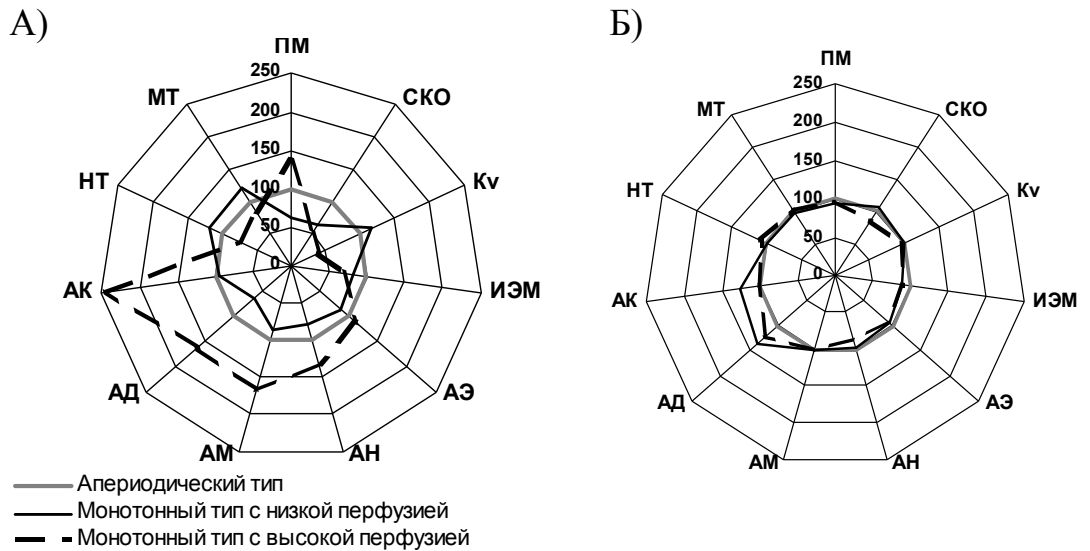 А)
ПМ
СКО
Kv
ИЭМ
АЭ
АН
АМ
АД
АК
НТ
МТ
250
200
150
100
50
0
Б)
ПМ
СКО
Kv
ИЭМ
АЭ
АН
АМ
АД
АК
НТ
МТ
250
200
150
100
50
0
Апериодический тип
Монотонный тип с низкой перфузией
Монотонный тип с высокой перфузией